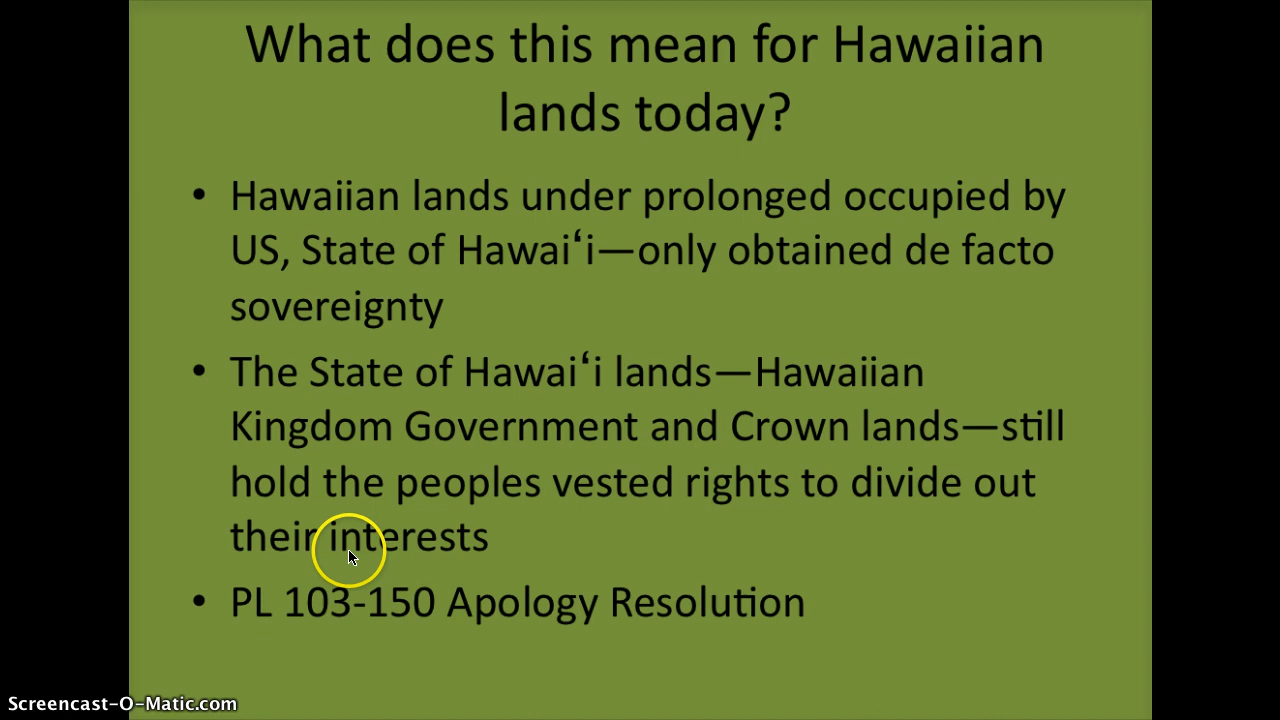 What does this mean for Hawaiian
lands today?
• Hawaiian lands under prolonged occupied by
US, State of Hawaiʻi—only obtained de facto
sovereignty
• The State of Hawaiʻi lands—Hawaiian
Kingdom Government and Crown lands—still
hold the peoples vested rights to divide out
their interests
• PL 103-150 Apology Resolution
Screencast-O-Matic.com